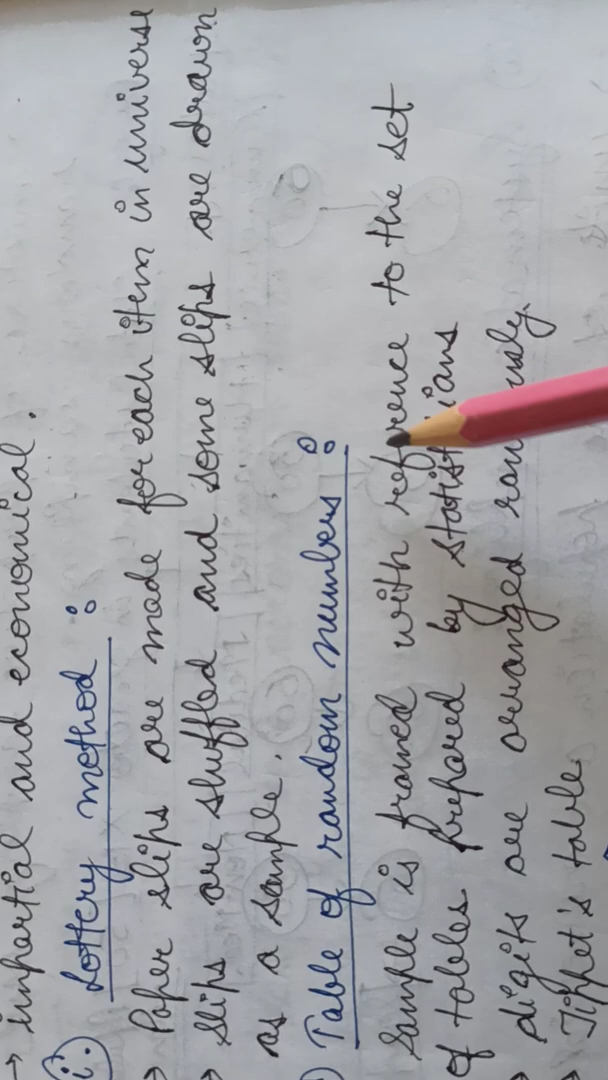 → impartial and economical.
i. Lottery method :
→ Paper slips are made for each item in universe
→ slips are shuffled and some slips are drawn
as a sample.
) Table of random numbers :
Sample is framed with reference to the set
of tables prepared by statisticians
→ digits are arranged randomly.
→ Tippet's table